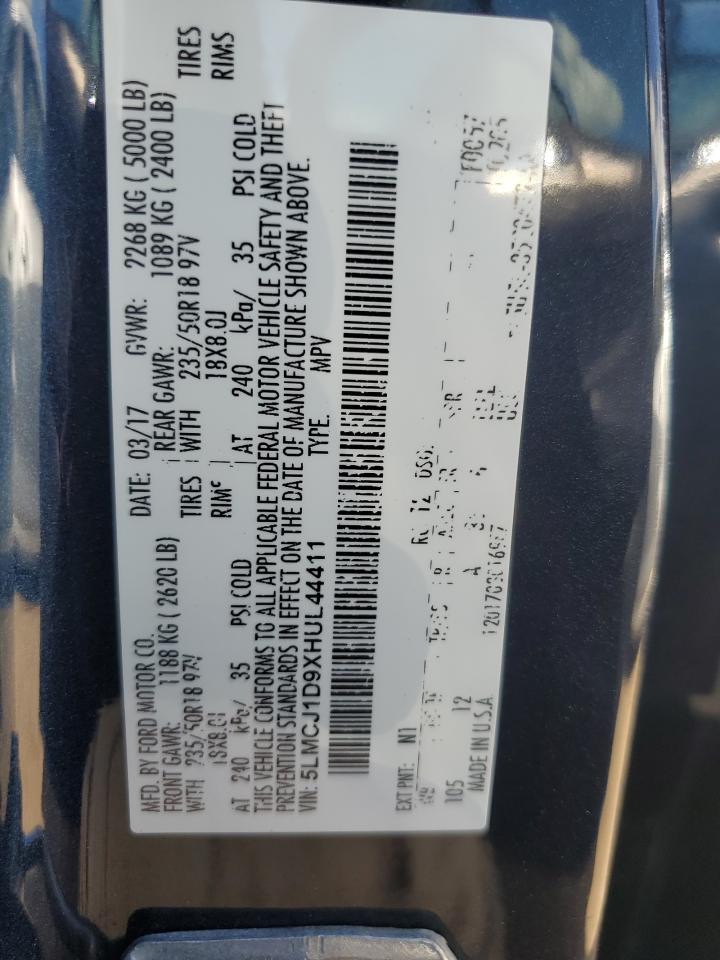 MFD. BY FORD MOTOR CO. DATE: 03/17 GVWR: 2268 KG ( 5000 LB)
FRONT GAWR: 1188 KG ( 2620 LB) REAR GAWR: 1089 KG ( 2400 LB)
WITH 235/50R18 97V TIRES WITH 235/50R18 97V TIRES
18X8.0J RIMS 18X8.0J RIMS
AT 240 kPa/ 35 PSI COLD AT 240 kPa/ 35 PSI COLD
THIS VEHICLE CONFORMS TO ALL APPLICABLE FEDERAL MOTOR VEHICLE SAFETY AND THEFT
PREVENTION STANDARDS IN EFFECT ON THE DATE OF MANUFACTURE SHOWN ABOVE.
VIN: 5LMCJ1D9XHUL44411 TYPE: MPV
EXT PNT: N1 12 DSO:
105 12
MADE IN U.S.A.